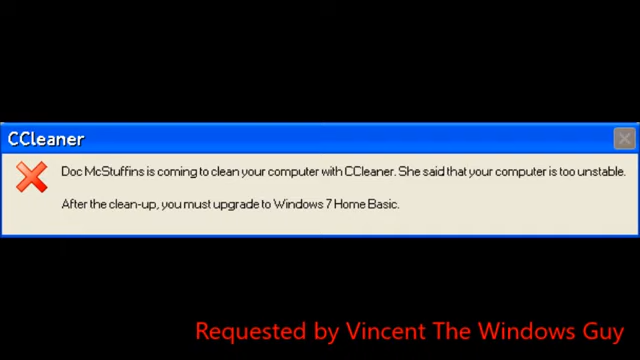 CCleaner
Doc McStuffins is coming to clean your computer with CCleaner. She said that your computer is too unstable.
After the clean-up, you must upgrade to Windows 7 Home Basic.
Requested by Vincent The Windows Guy